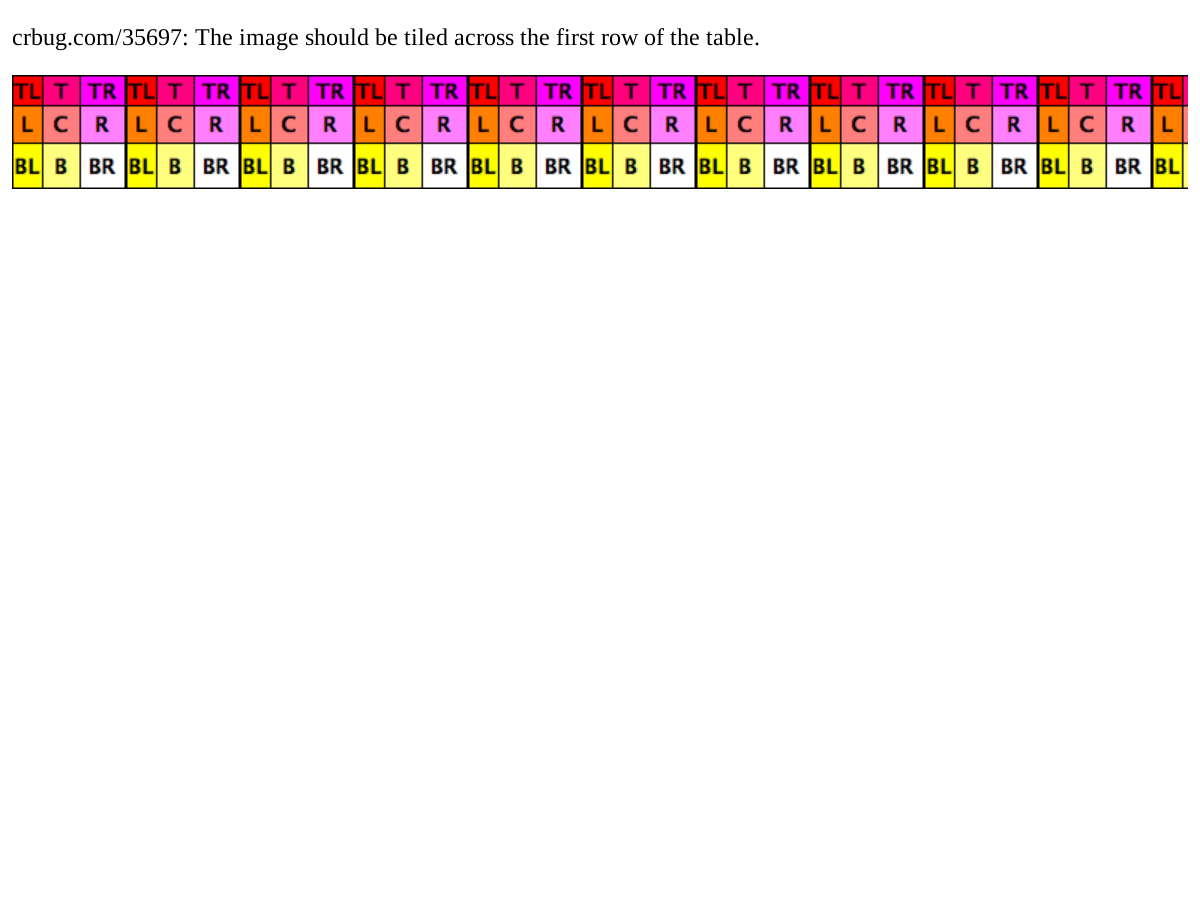 crbug.com/35697: The image should be tiled across the first row of the table.
TL T TR TL T TR TL T TR TL T TR TL T TR TL T TR TL T TR TL T TR TL T TR TL T TR TL
L C R L C R L C R L C R L C R L C R L C R L C R L C R L C R L
BL B BR BL B BR BL B BR BL B BR BL B BR BL B BR BL B BR BL B BR BL B BR BL B BR BL